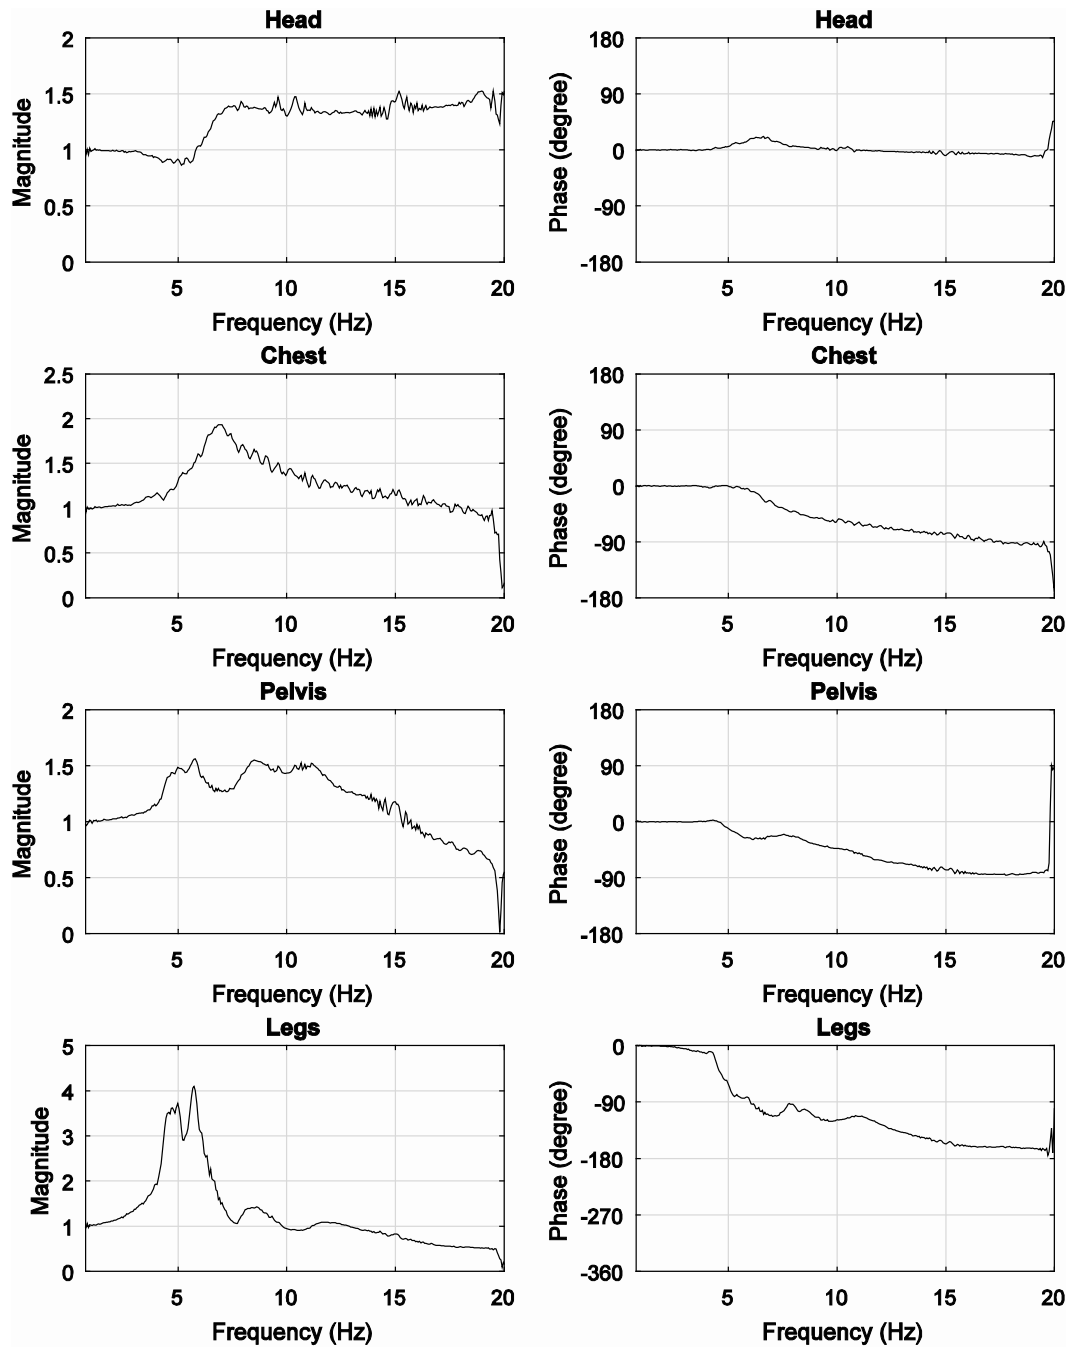 Head
Magnitude
2
1.5
1
0.5
0
5 10 15 20
Frequency (Hz)
Head
Phase (degree)
180
90
0
-90
-180
5 10 15 20
Frequency (Hz)
Chest
Magnitude
2.5
2
1.5
1
0.5
0
5 10 15 20
Frequency (Hz)
Chest
Phase (degree)
180
90
0
-90
-180
5 10 15 20
Frequency (Hz)
Pelvis
Magnitude
2
1.5
1
0.5
0
5 10 15 20
Frequency (Hz)
Pelvis
Phase (degree)
180
90
0
-90
-180
5 10 15 20
Frequency (Hz)
Legs
Magnitude
5
4
3
2
1
0
5 10 15 20
Frequency (Hz)
Legs
Phase (degree)
0
-90
-180
-270
-360
5 10 15 20
Frequency (Hz)